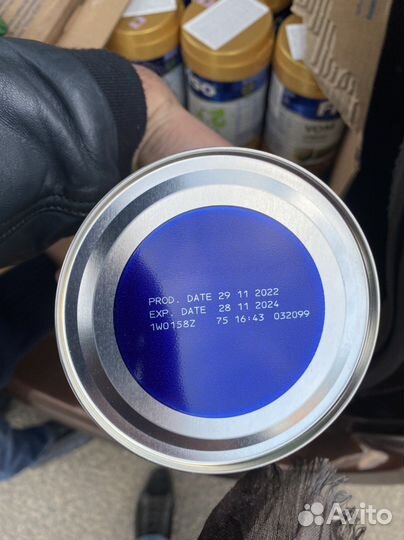 PROD. DATE 29 11 2022
EXP. DATE 28 11 2024
1W0158Z 75 16:43 032099
Avito